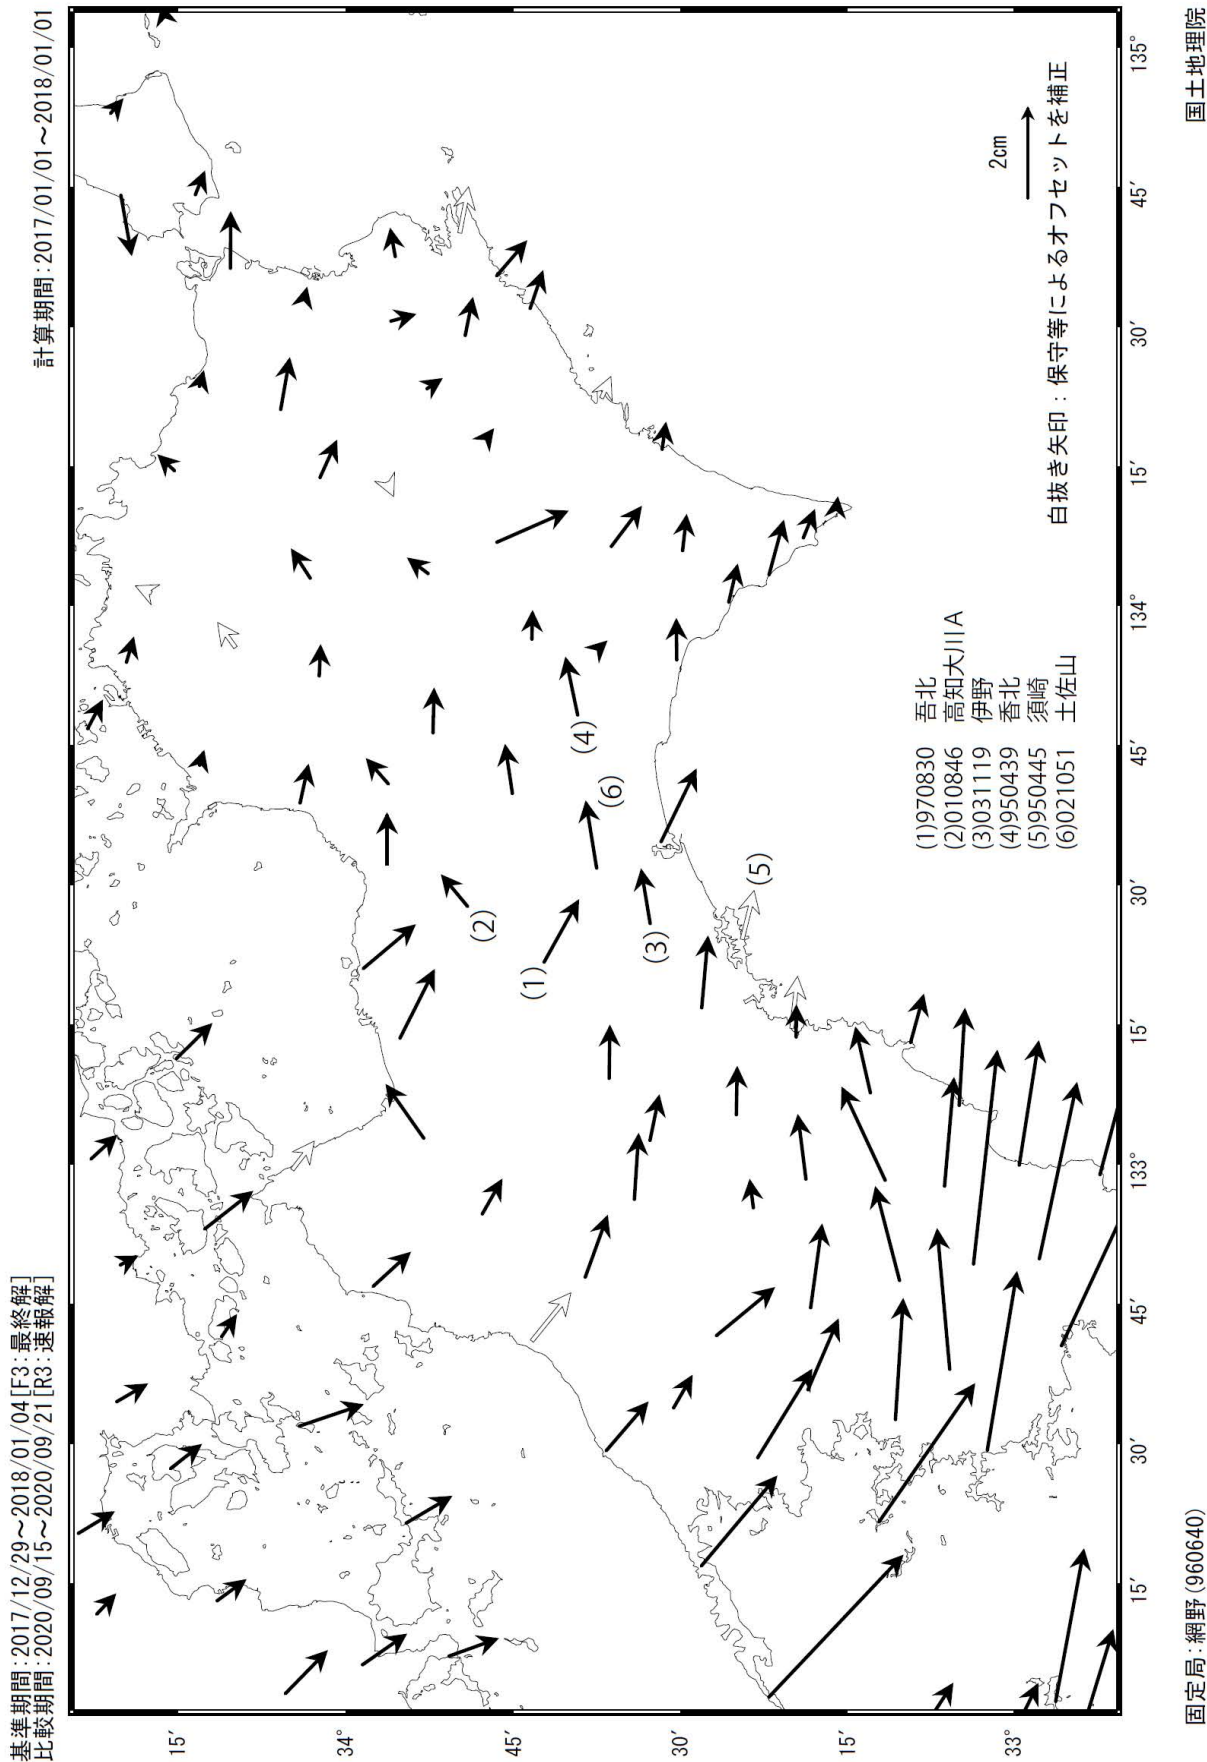 基準期間:2017/12/29～2018/01/04[F3:最終解]
比較期間:2020/09/15～2020/09/21[R3:速報解]
計算期間:2017/01/01～2018/01/01
15′
34°
45′
30′
15′
33°
15′
30′
45′
133°
15′
30′
45′
134°
15′
30′
45′
135°
(1)
(2)
(3)
(4)
(5)
(6)
(1)970830 吾北
(2)010846 高知大川A
(3)031119 伊野
(4)950439 香北
(5)950445 須崎
(6)021051 土佐山
2cm
白抜き矢印：保守等によるオフセットを補正
固定局:網野(960640)
国土地理院